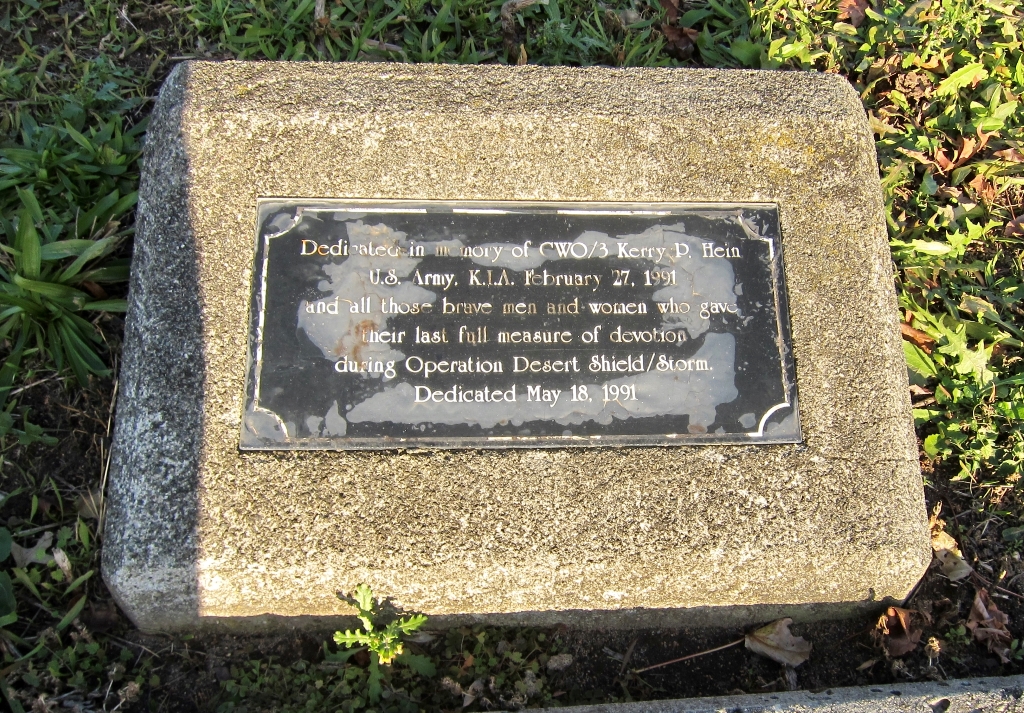 Dedicated in memory of CWO/3 Kerry P. Hein
U.S. Army, K.I.A. February 27, 1991
and all those brave men and women who gave
their last full measure of devotion
during Operation Desert Shield/Storm.
Dedicated May 18, 1991